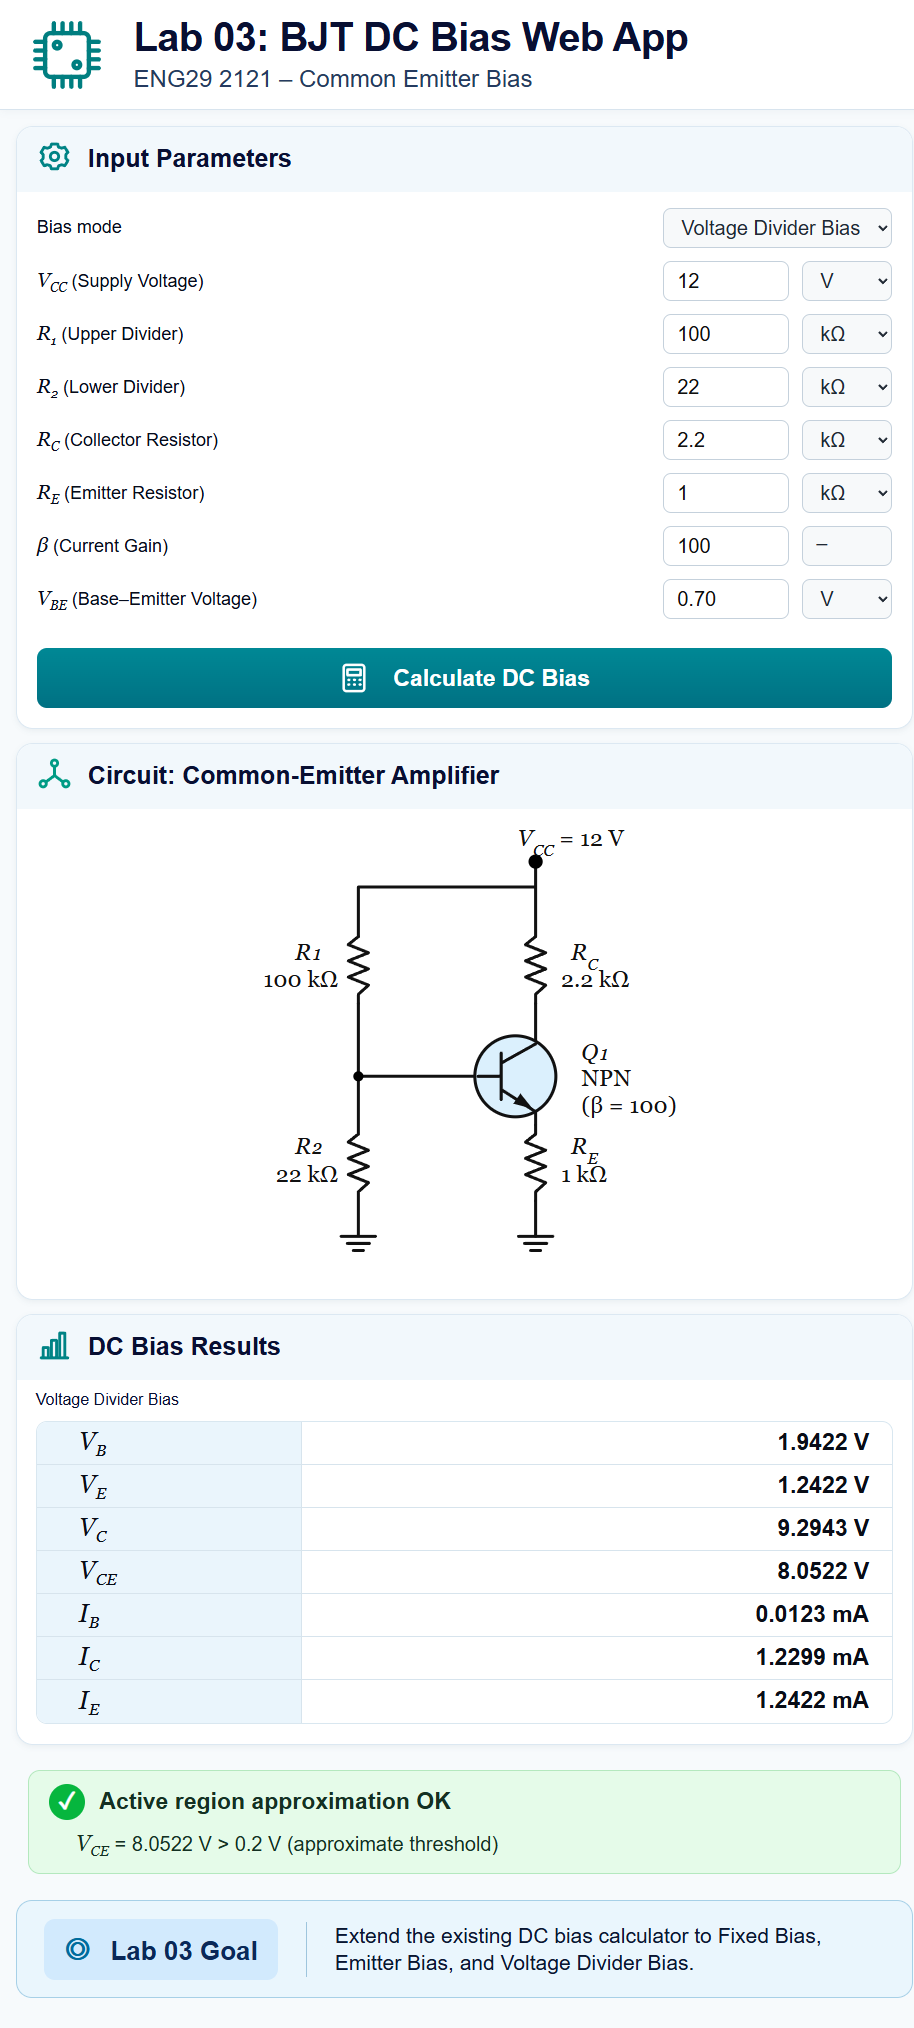 Lab 03: BJT DC Bias Web App
ENG29 2121 – Common Emitter Bias
Input Parameters
Bias mode Voltage Divider Bias
VCC (Supply Voltage) 12 V
R1 (Upper Divider) 100 kΩ
R2 (Lower Divider) 22 kΩ
RC (Collector Resistor) 2.2 kΩ
RE (Emitter Resistor) 1 kΩ
β (Current Gain) 100 –
VBE (Base–Emitter Voltage) 0.70 V
Calculate DC Bias
Circuit: Common-Emitter Amplifier
VCC = 12 V
R1
100 kΩ
RC
2.2 kΩ
Q1
NPN
(β = 100)
R2
22 kΩ
RE
1 kΩ
DC Bias Results
Voltage Divider Bias
VB 1.9422 V
VE 1.2422 V
VC 9.2943 V
VCE 8.0522 V
IB 0.0123 mA
IC 1.2299 mA
IE 1.2422 mA
Active region approximation OK
VCE = 8.0522 V > 0.2 V (approximate threshold)
Lab 03 Goal
Extend the existing DC bias calculator to Fixed Bias,
Emitter Bias, and Voltage Divider Bias.